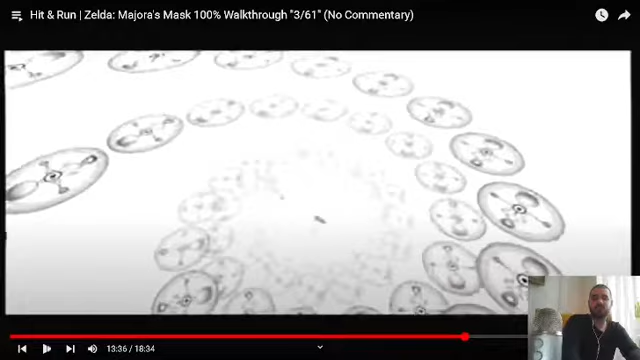 Hit & Run | Zelda: Majora's Mask 100% Walkthrough "3/61" (No Commentary)
13:36 / 18:34